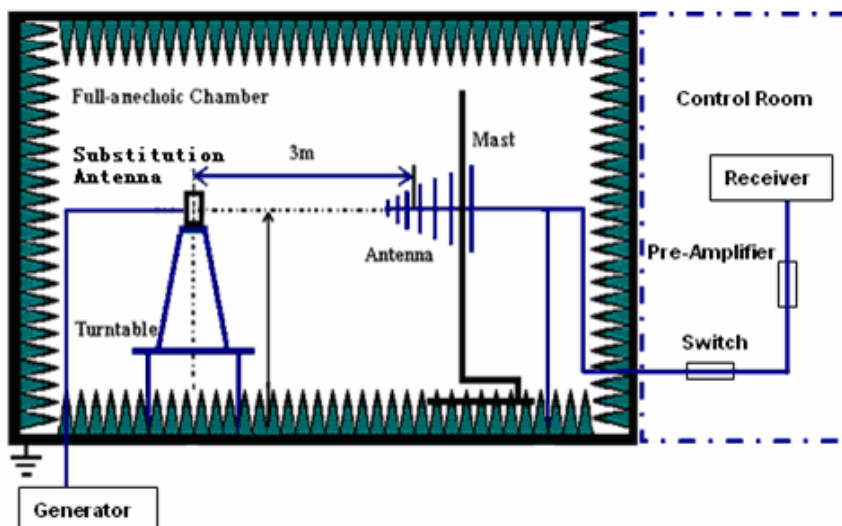 Full-anechoic Chamber
Control Room
Substitution
Antenna
3m
Mast
Receiver
Antenna
Pre-Amplifier
Turntable
Switch
Generator